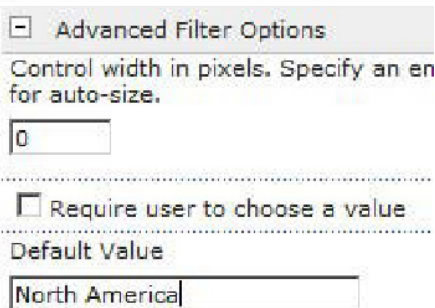 Advanced Filter Options
Control width in pixels. Specify an
for auto-size.
0
Require user to choose a value
Default Value
North America